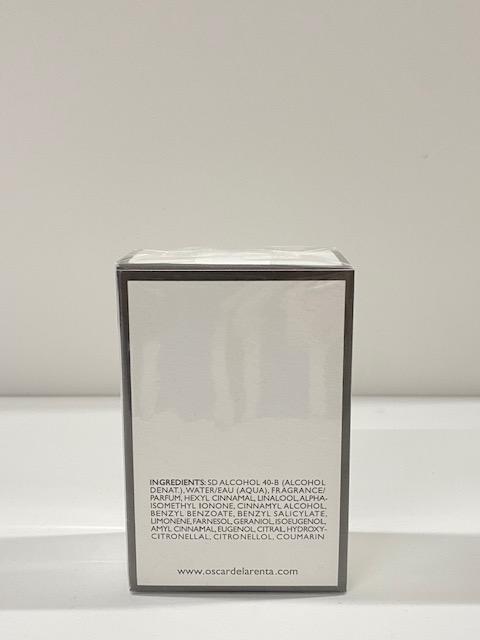 INGREDIENTS: SD ALCOHOL 40-B (ALCOHOL
DENAT.), WATER/EAU (AQUA), FRAGRANCE/
PARFUM, HEXYL CINNAMAL, LINALOOL, ALPHA-
ISOMETHYL IONONE, CINNAMYL ALCOHOL,
BENZYL BENZOATE, BENZYL SALICYLATE,
LIMONENE, FARNESOL, GERANIOL, ISOEUGENOL,
AMYL CINNAMAL, EUGENOL, CITRAL, HYDROXY-
CITRONELLAL, CITRONELLOL, COUMARIN
www.oscardelarenta.com